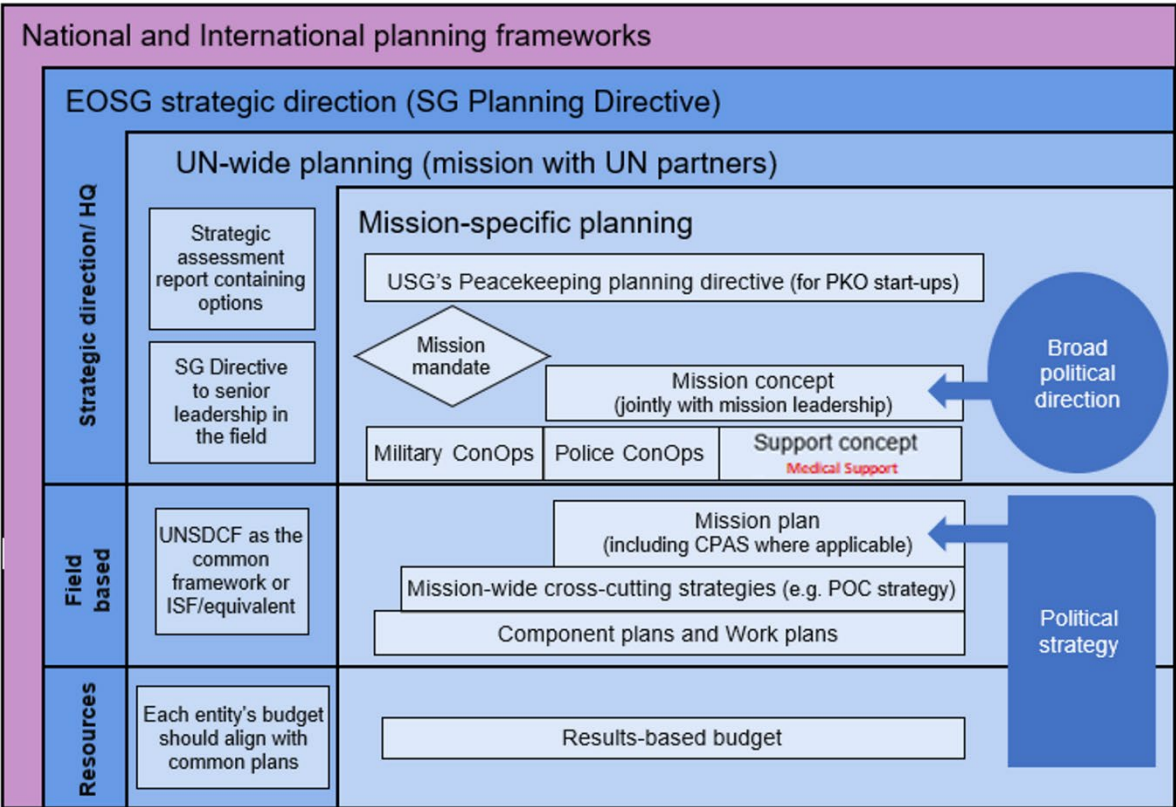 National and International planning frameworks
EOSG strategic direction (SG Planning Directive)
UN-wide planning (mission with UN partners)
Strategic direction/ HQ
Strategic
assessment
report containing
options
SG Directive
to senior
leadership in
the field
Mission-specific planning
USG's Peacekeeping planning directive (for PKO start-ups)
Mission
mandate
Mission concept
(jointly with mission leadership)
Broad
political
direction
Military ConOps
Police ConOps
Support concept
Medical Support
Field
based
UNSDCF as the
common
framework or
ISF/equivalent
Mission plan
(including CPAS where applicable)
Mission-wide cross-cutting strategies (e.g. POC strategy)
Component plans and Work plans
Political
strategy
Resources
Each entity's budget
should align with
common plans
Results-based budget